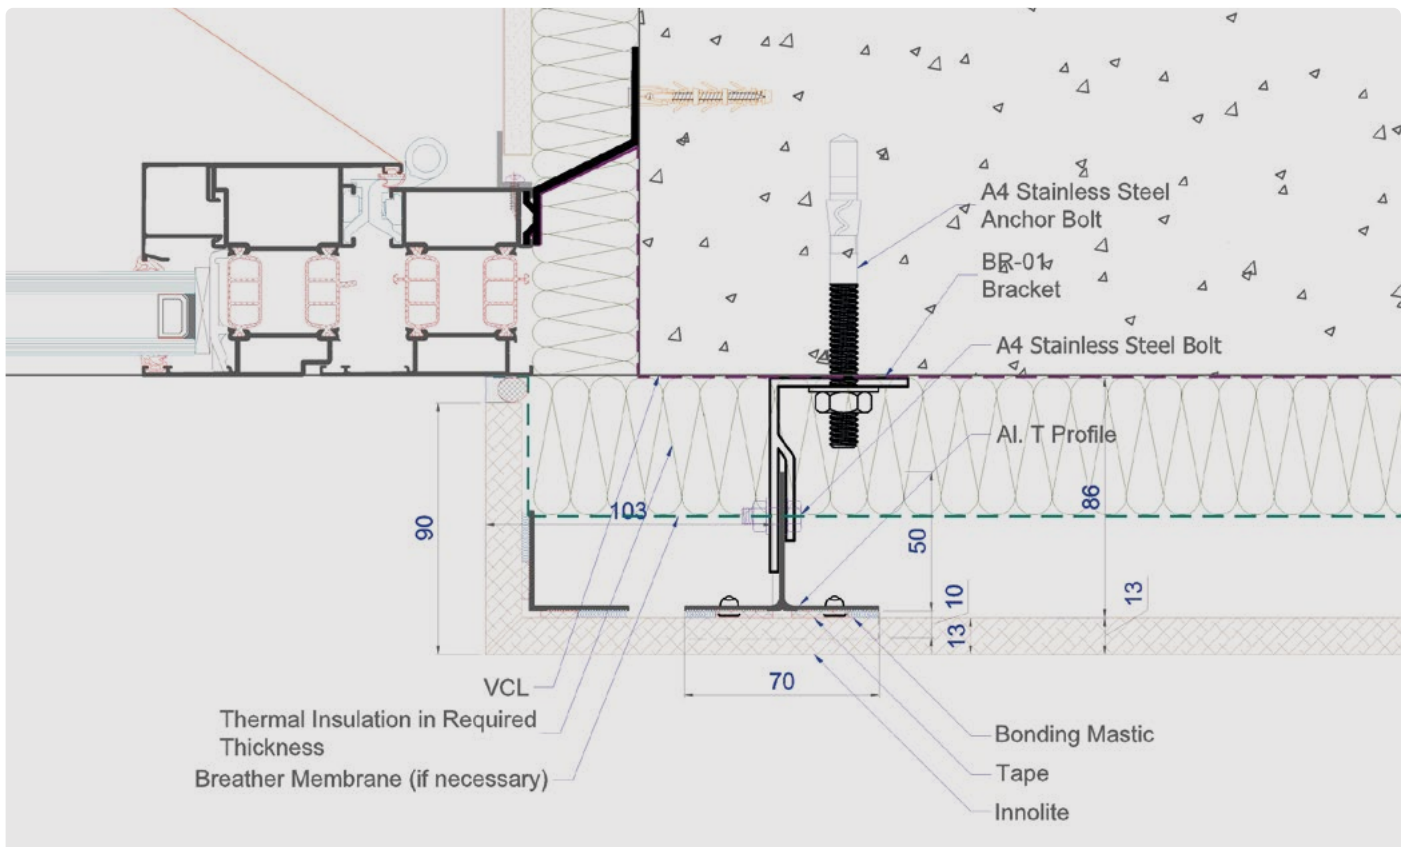 A4 Stainless Steel
Anchor Bolt
BR-01
Bracket
A4 Stainless Steel Bolt
Al. T Profile
86
103
90
50
10
13
13
70
VCL
Thermal Insulation in Required
Thickness
Breather Membrane (if necessary)
Bonding Mastic
Tape
Innolite